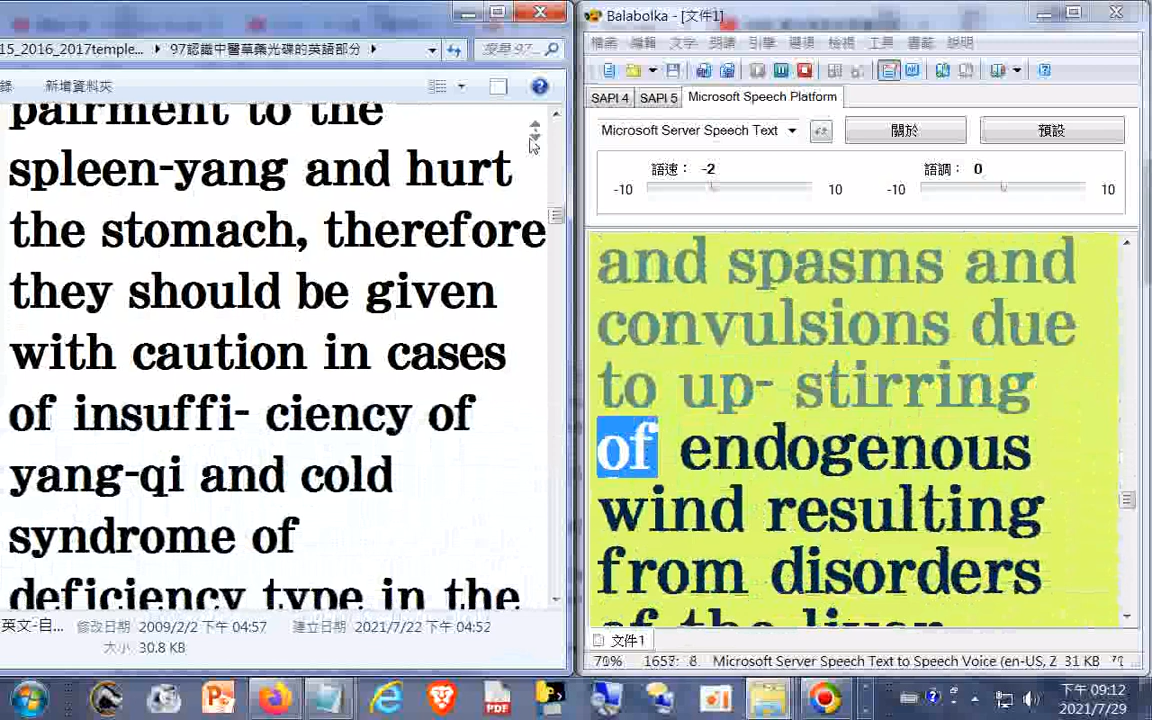 15_2016_2017temple...
97認識中醫草藥光碟的英語部分
搜尋 97...
錄
新增資料夾
pairment to the
spleen-yang and hurt
the stomach, therefore
they should be given
with caution in cases
of insuffi- ciency of
yang-qi and cold
syndrome of
deficiency type in the
英文-自...
修改日期 2009/2/2 下午 04:57
建立日期 2021/7/22 下午 04:52
大小 30.8 KB
Balabolka - [文件1]
檔案 編輯 文字 朗讀 引擎 選項 檢視 工具 書籤 說明
SAPI 4
SAPI 5
Microsoft Speech Platform
Microsoft Server Speech Text
關於
預設
語速： -2
語調： 0
-10
10
-10
10
and spasms and
convulsions due
to up- stirring
of endogenous
wind resulting
from disorders
of the liver
文件1
70%
Microsoft Server Speech Text to Speech Voice (en-US, Z
31 KB
下午 09:12
2021/7/29